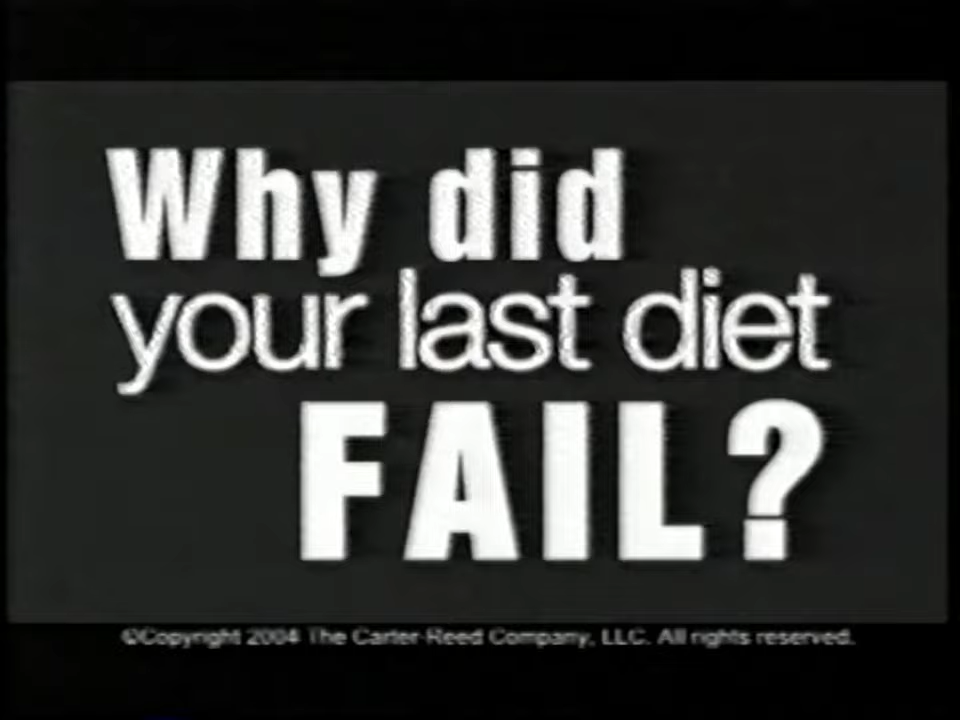 Why did
your last diet
FAIL?
©Copyright 2004 The Carter-Reed Company, LLC. All rights reserved.